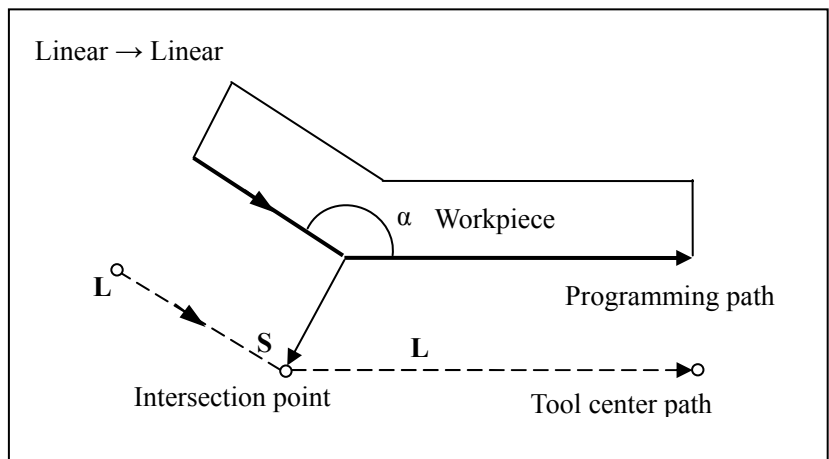 Linear → Linear
α Workpiece
Programming path
L
S
L
Intersection point
Tool center path